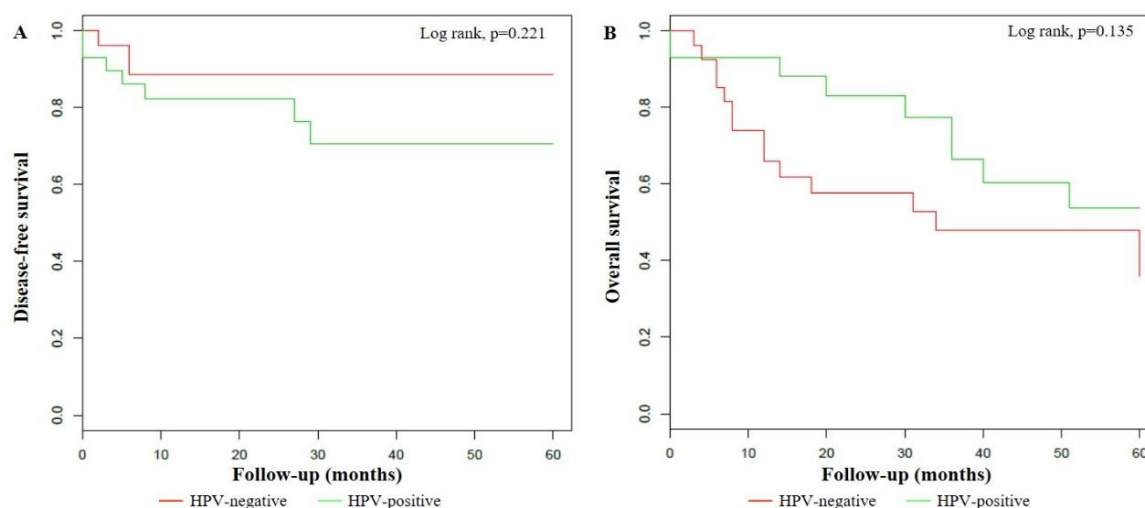 A
Log rank, p=0.221
Disease-free survival
1.0
0.8
0.6
0.4
0.2
0.0
0 10 20 30 40 50 60
Follow-up (months)
HPV-negative HPV-positive
B
Log rank, p=0.135
Overall survival
1.0
0.8
0.6
0.4
0.2
0.0
0 10 20 30 40 50 60
Follow-up (months)
HPV-negative HPV-positive